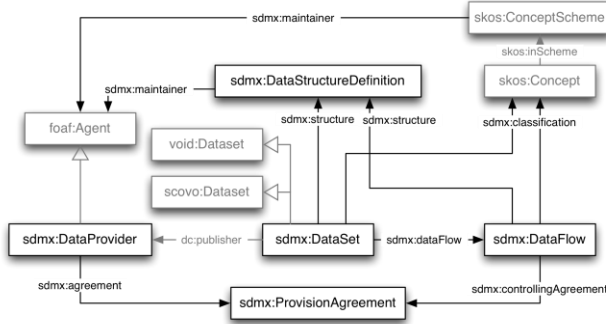 sdmx:maintainer
skos:ConceptScheme
skos:inScheme
sdmx:DataStructureDefinition
skos:Concept
sdmx:maintainer
foaf:Agent
sdmx:structure
sdmx:structure
sdmx:classification
void:Dataset
scovo:Dataset
sdmx:DataProvider
dc:publisher
sdmx:DataSet
sdmx:dataFlow
sdmx:DataFlow
sdmx:agreement
sdmx:controllingAgreement
sdmx:ProvisionAgreement